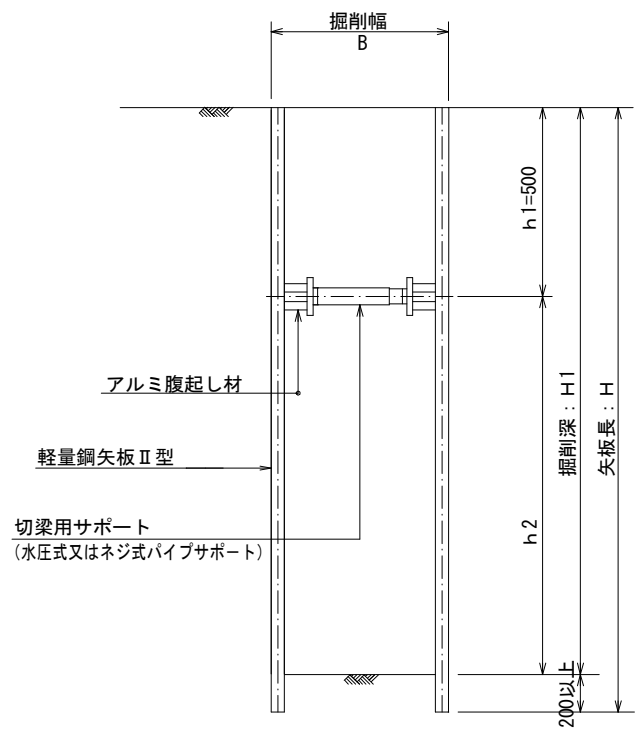 掘削幅
B
h1=500
アルミ腹起し材
掘削深：H1
矢板長：H
軽量鋼矢板Ⅱ型
切梁用サポート
(水圧式又はネジ式パイプサポート)
h2
200以上